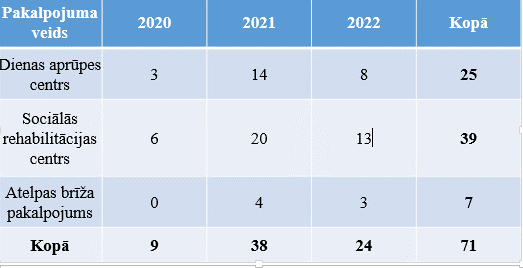 Pakalpojuma veids 2020 2021 2022 Kopā
Dienas aprūpes centrs 3 14 8 25
Sociālās rehabilitācijas centrs 6 20 13 39
Atelpas brīža pakalpojums 0 4 3 7
Kopā 9 38 24 71